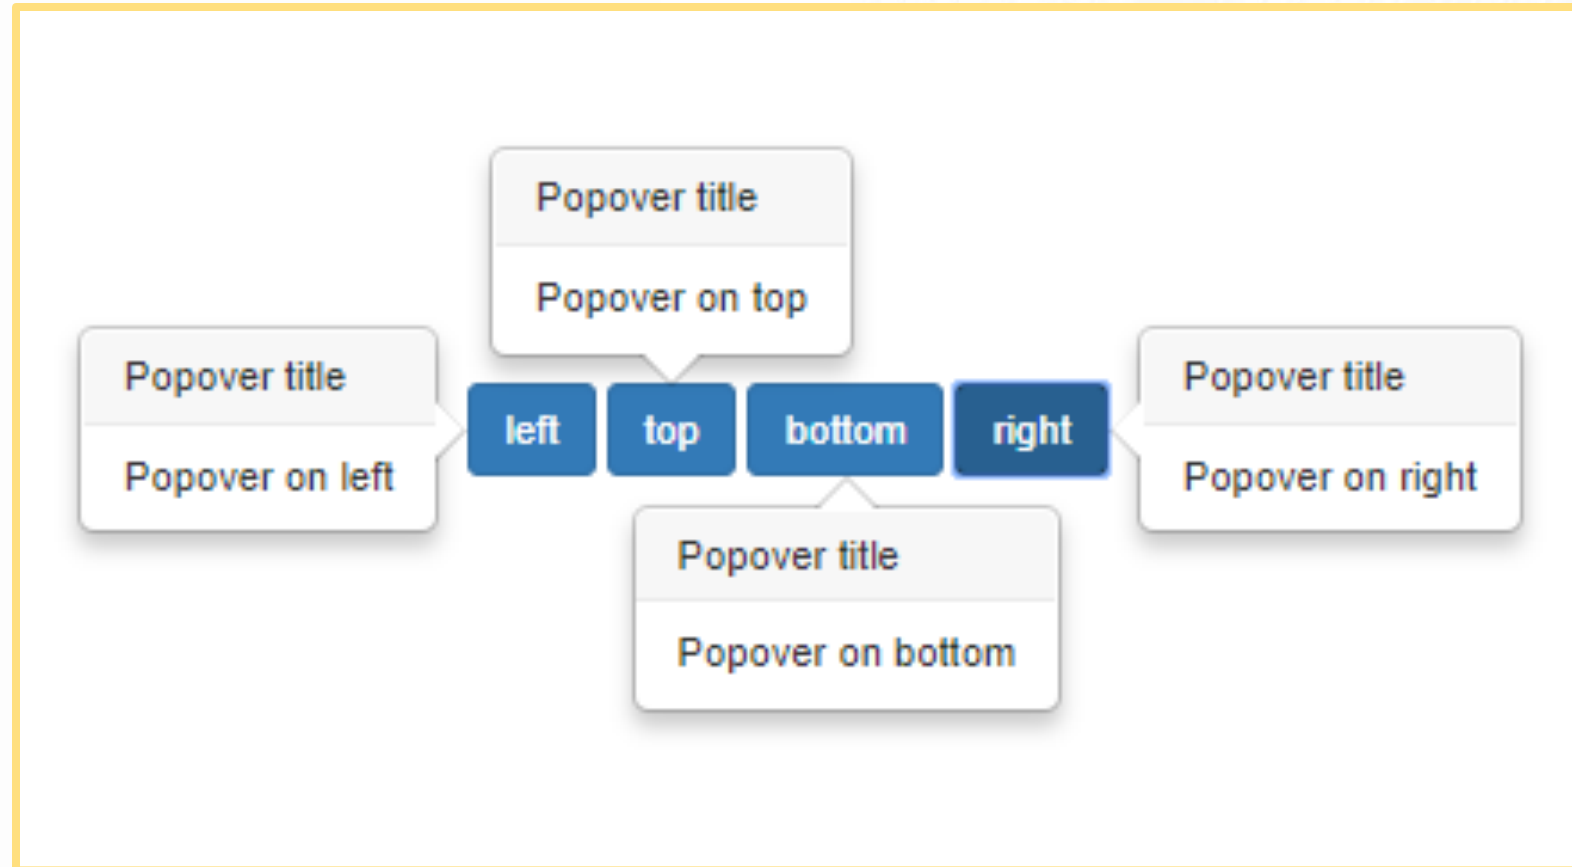 Popover title
Popover on top
Popover title
Popover on left
left
top
bottom
right
Popover title
Popover on right
Popover title
Popover on bottom